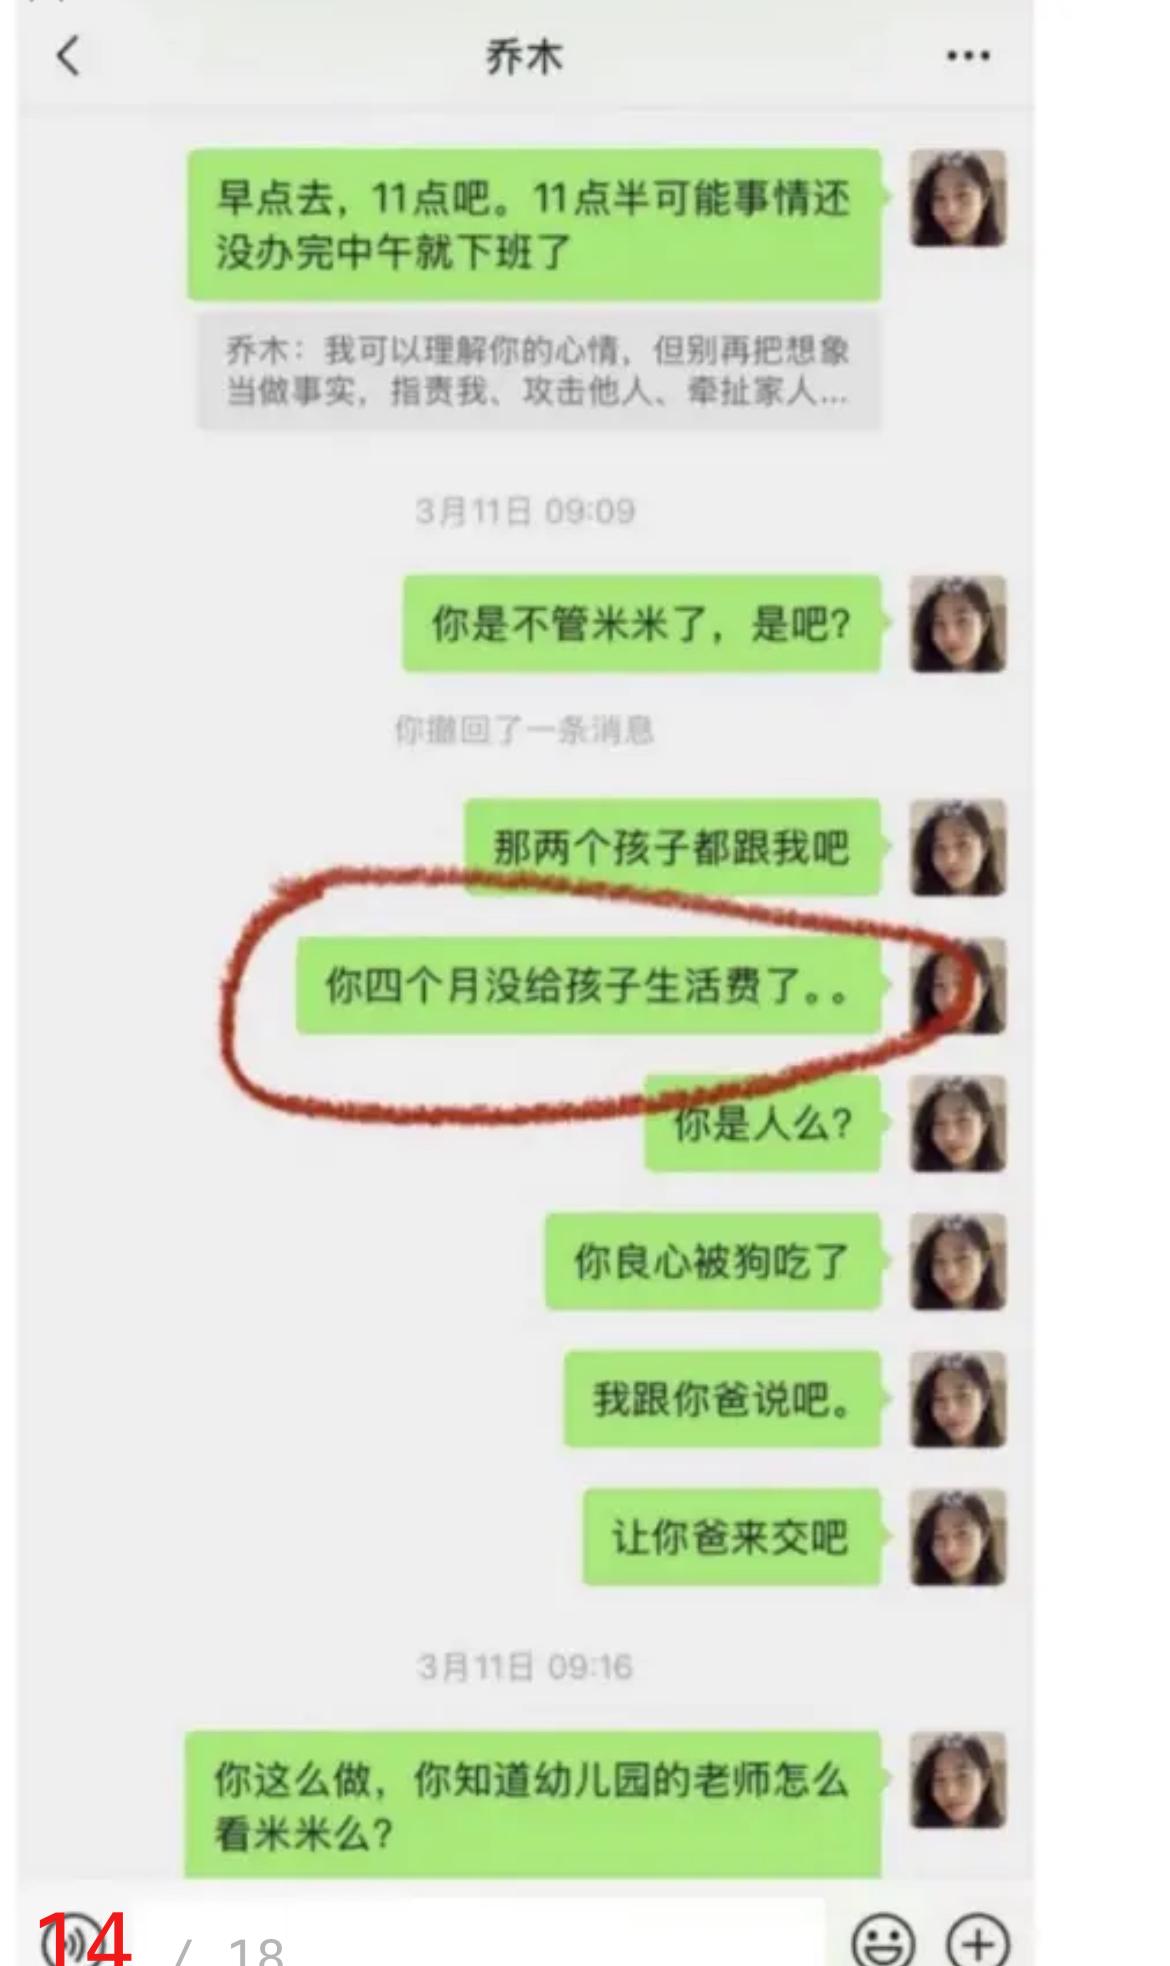 乔木
早点去，11点吧。11点半可能事情还
没办完中午就下班了
乔木：我可以理解你的心情，但别再把想象
当做事实，指责我、攻击他人、牵扯家人...
3月11日 09:09
你是不管米米了，是吧？
你撤回了一条消息
那两个孩子都跟我吧
你四个月没给孩子生活费了。。
你是人么？
你良心被狗吃了
我跟你爸说吧。
让你爸来交吧
3月11日 09:16
你这么做，你知道幼儿园的老师怎么
看米米么？
14 / 18